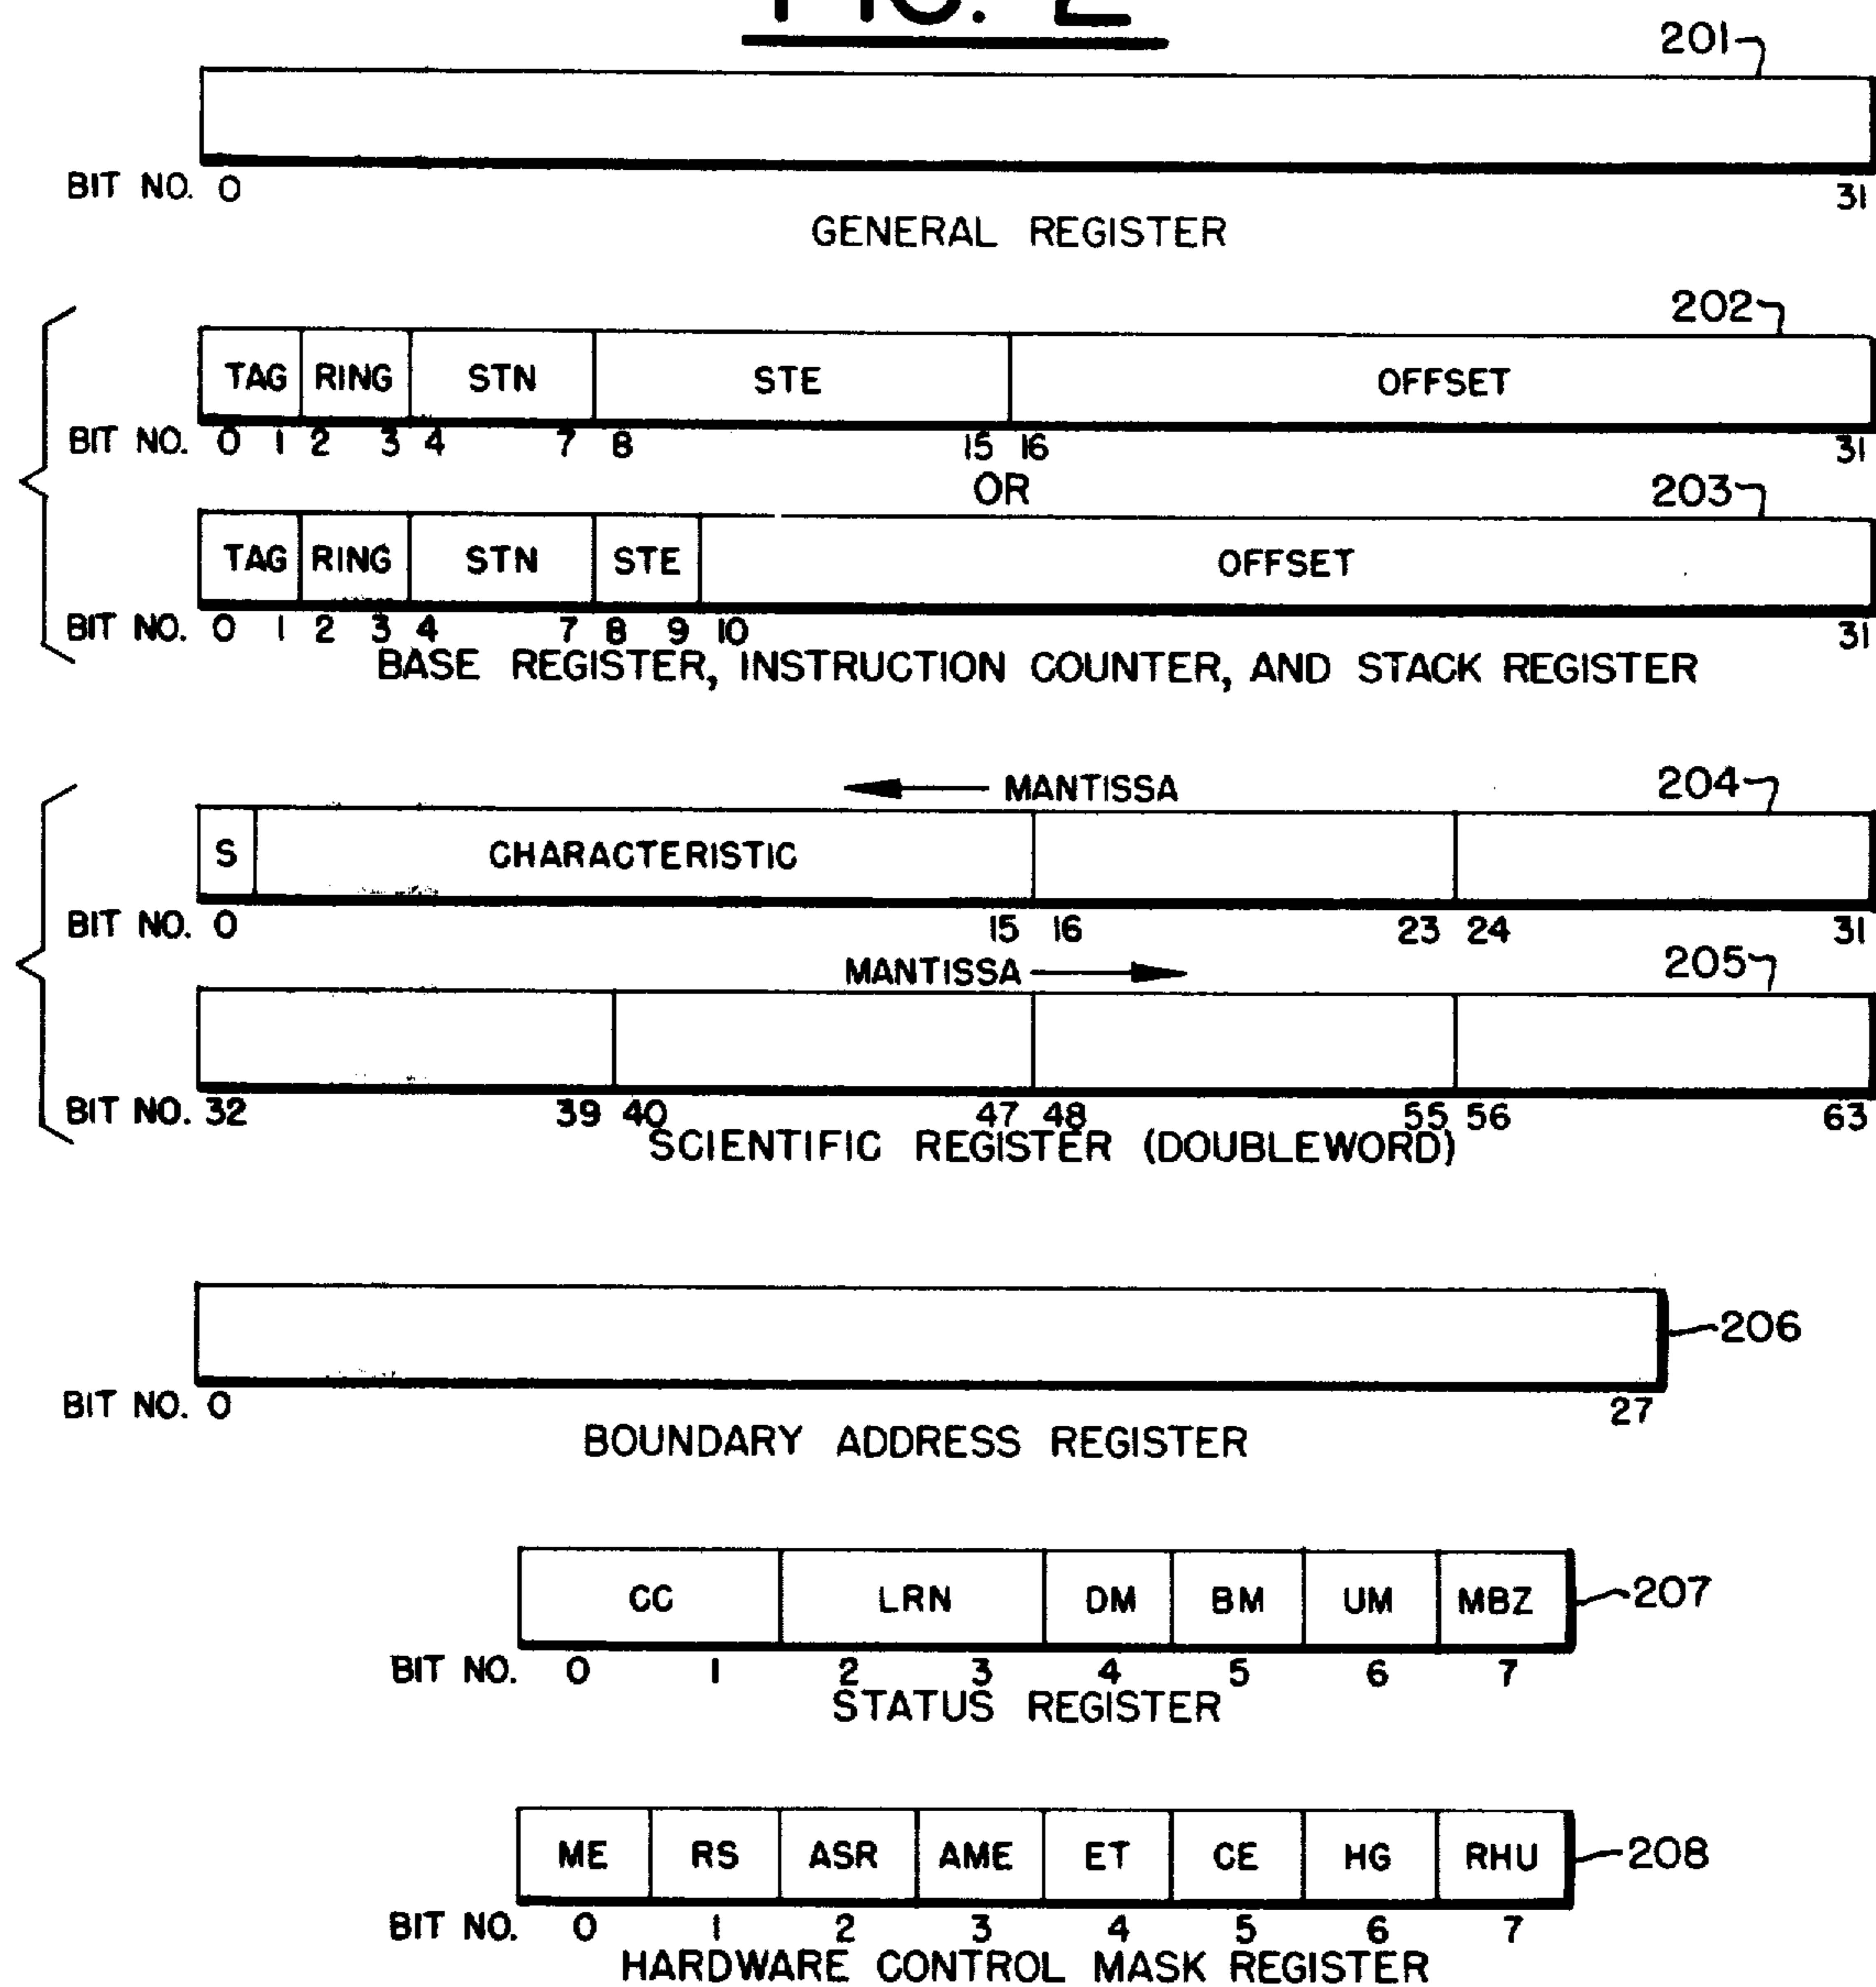 FIG. 2
201
BIT NO. 0 31
GENERAL REGISTER
202
TAG RING STN STE OFFSET
BIT NO. 0 1 2 3 4 7 8 15 16 31
OR
203
TAG RING STN STE OFFSET
BIT NO. 0 1 2 3 4 7 8 9 10 31
BASE REGISTER, INSTRUCTION COUNTER, AND STACK REGISTER
MANTISSA 204
S CHARACTERISTIC
BIT NO. 0 15 16 23 24 31
MANTISSA 205
BIT NO. 32 39 40 47 48 55 56 63
SCIENTIFIC REGISTER (DOUBLEWORD)
206
BIT NO. 0 27
BOUNDARY ADDRESS REGISTER
CC LRN DM BM UM MBZ 207
BIT NO. 0 1 2 3 4 5 6 7
STATUS REGISTER
ME RS ASR AME ET CE HG RHU 208
BIT NO. 0 1 2 3 4 5 6 7
HARDWARE CONTROL MASK REGISTER